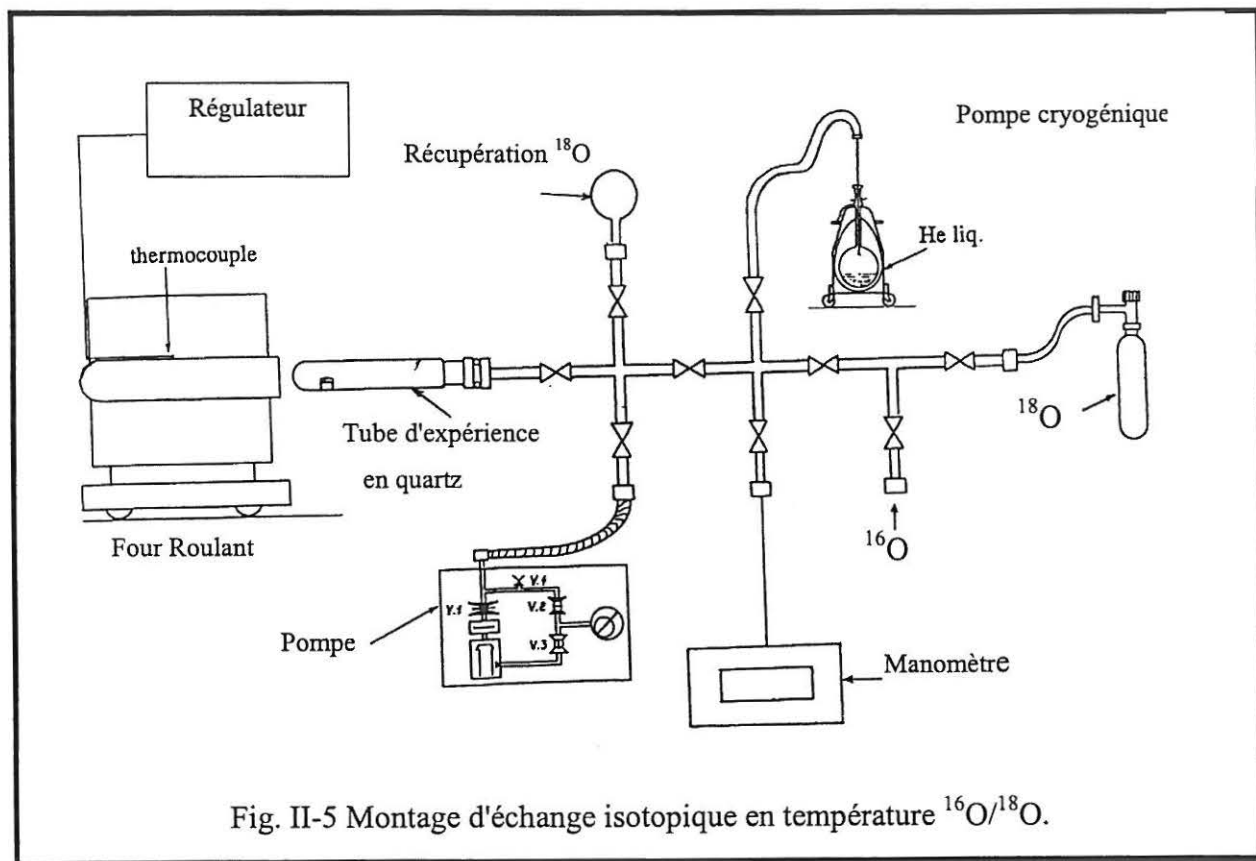 Régulateur
Pompe cryogénique
Récupération ¹⁸O
thermocouple
He liq.
Tube d'expérience
en quartz
¹⁸O
¹⁶O
Four Roulant
V.1
V.1
V.2
V.3
Pompe
Manomètre
Fig. II-5 Montage d'échange isotopique en température ¹⁶O/¹⁸O.